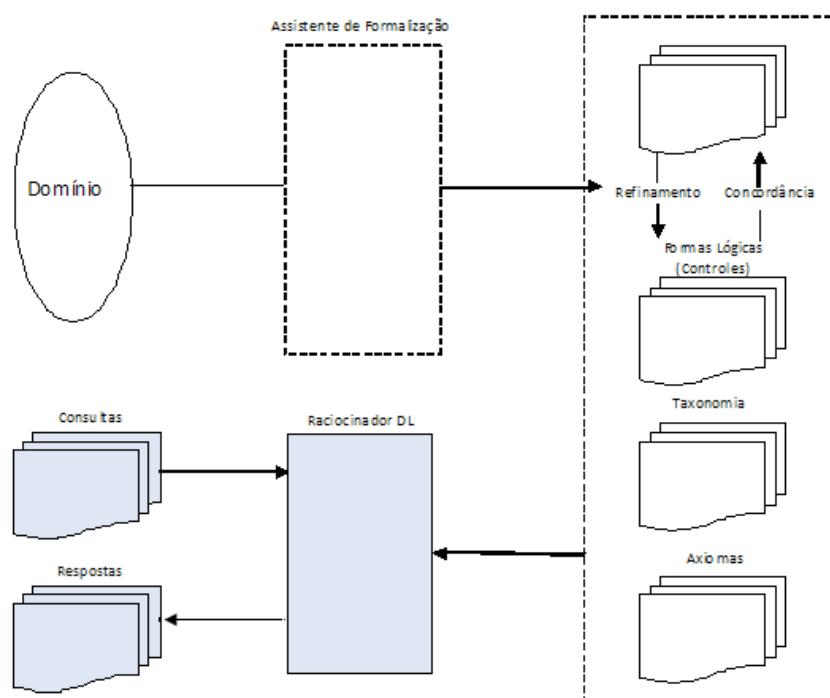 Assistente de Formalização
Domínio
Refinamento
Concordância
Formas Lógicas
(Controles)
Consultas
Raciocinador DL
Taxonomia
Respostas
Axiomas